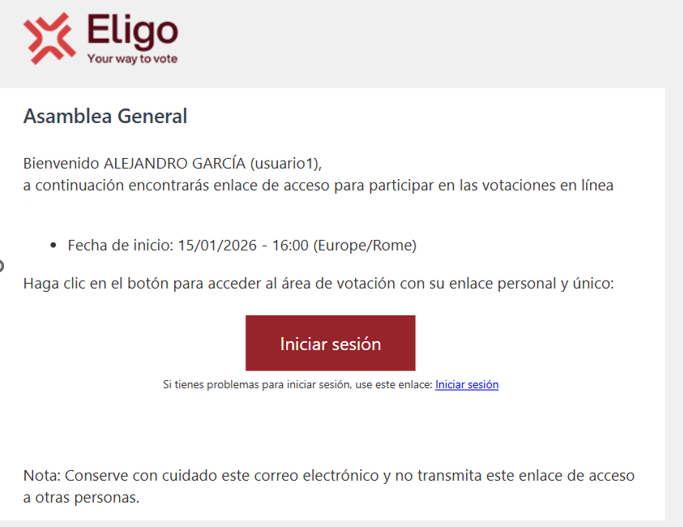 Eligo
Your way to vote
Asamblea General
Bienvenido ALEJANDRO GARCÍA (usuario1),
a continuación encontrarás enlace de acceso para participar en las votaciones en línea
• Fecha de inicio: 15/01/2026 - 16:00 (Europe/Rome)
Haga clic en el botón para acceder al área de votación con su enlace personal y único:
Iniciar sesión
Si tienes problemas para iniciar sesión, use este enlace: Iniciar sesión
Nota: Conserve con cuidado este correo electrónico y no transmita este enlace de acceso
a otras personas.